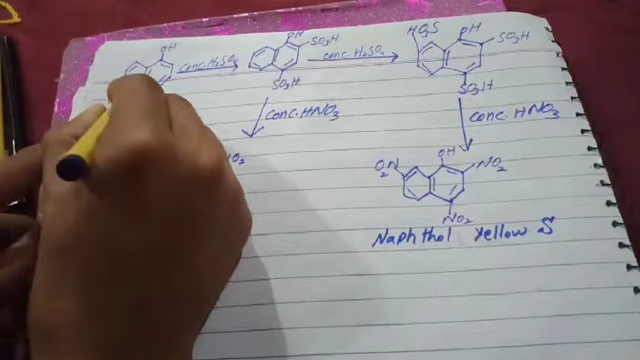 OH
conc. H₂SO₄
OH
SO₃H
SO₃H
conc. H₂SO₄
HO₃S
OH
SO₃H
SO₃H
conc. HNO₃
conc. HNO₃
O₂N
OH
NO₂
NO₂
Naphthol Yellow S